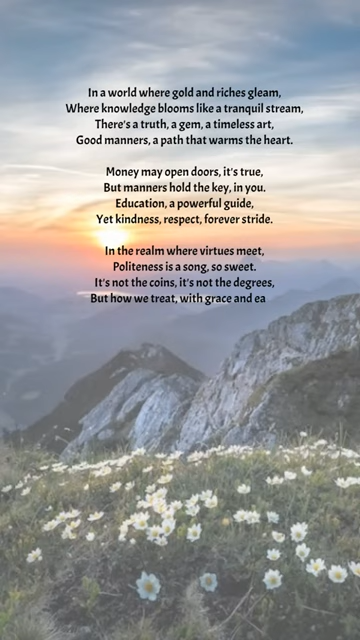 In a world where gold and riches gleam,
Where knowledge blooms like a tranquil stream,
There's a truth, a gem, a timeless art,
Good manners, a path that warms the heart.
Money may open doors, it's true,
But manners hold the key, in you.
Education, a powerful guide,
Yet kindness, respect, forever stride.
In the realm where virtues meet,
Politeness is a song, so sweet.
It's not the coins, it's not the degrees,
But how we treat, with grace and ea